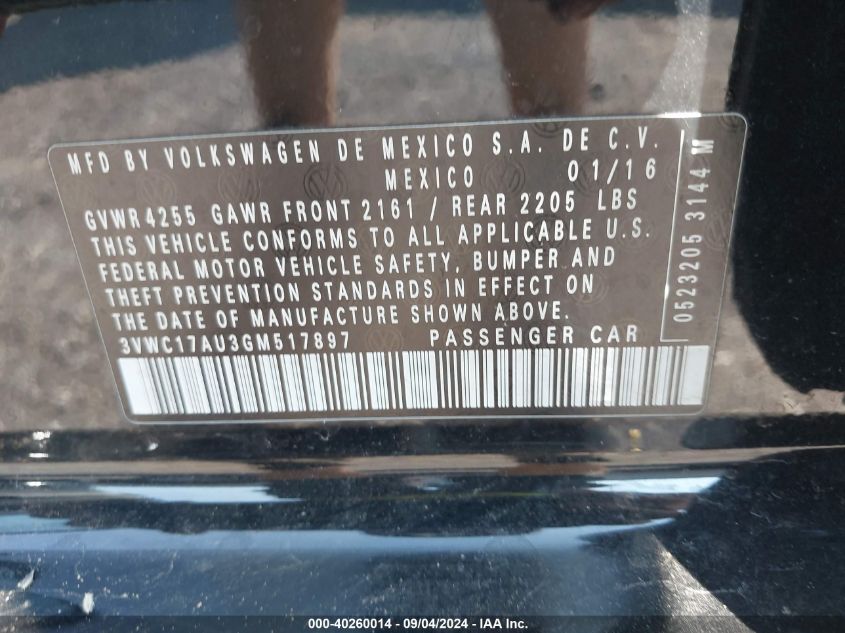 MFD BY VOLKSWAGEN DE MEXICO S.A. DE C.V.
MEXICO 01/16
GVWR 4255 GAWR FRONT 2161 / REAR 2205 LBS
THIS VEHICLE CONFORMS TO ALL APPLICABLE U.S.
FEDERAL MOTOR VEHICLE SAFETY, BUMPER AND
THEFT PREVENTION STANDARDS IN EFFECT ON
THE DATE OF MANUFACTURE SHOWN ABOVE.
3VWC17AU3GM517897 PASSENGER CAR
0523205 3144 M
000-40260014 - 09/04/2024 - IAA Inc.